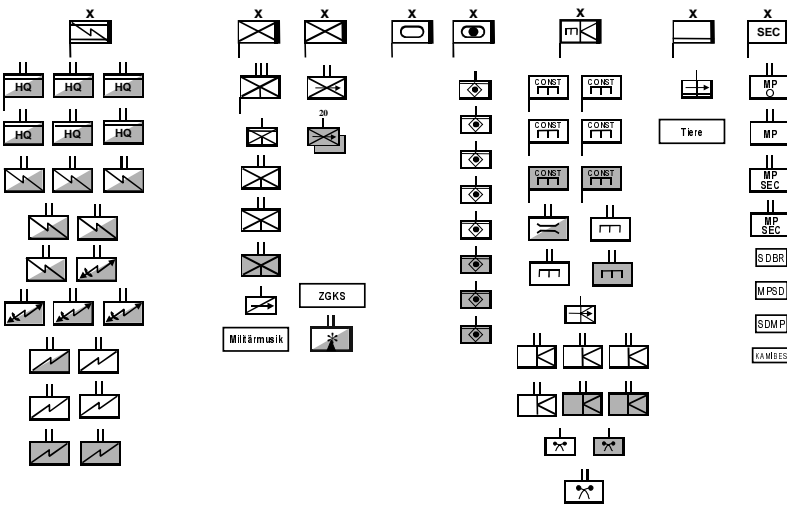 X X X X X X X X
SEC
HQ HQ HQ
CONST CONST
MP
20
HQ HQ HQ
CONST CONST
Tiere
MP
CONST CONST
MP
SEC
MP
SEC
SDBR
ZGKS
MPSD
Militärmusik
SDMP
KAMIBES